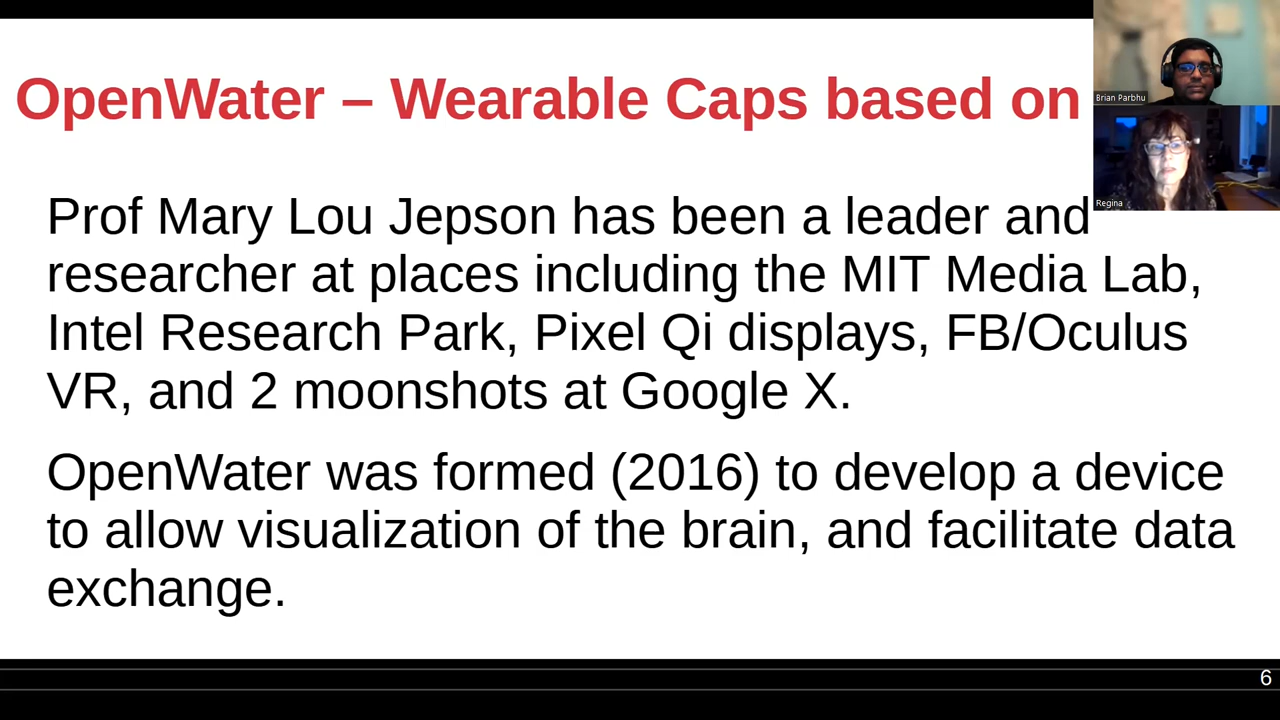 OpenWater – Wearable Caps based on
Brian Parbhu
Regina
Prof Mary Lou Jepson has been a leader and
researcher at places including the MIT Media Lab,
Intel Research Park, Pixel Qi displays, FB/Oculus
VR, and 2 moonshots at Google X.
OpenWater was formed (2016) to develop a device
to allow visualization of the brain, and facilitate data
exchange.
6